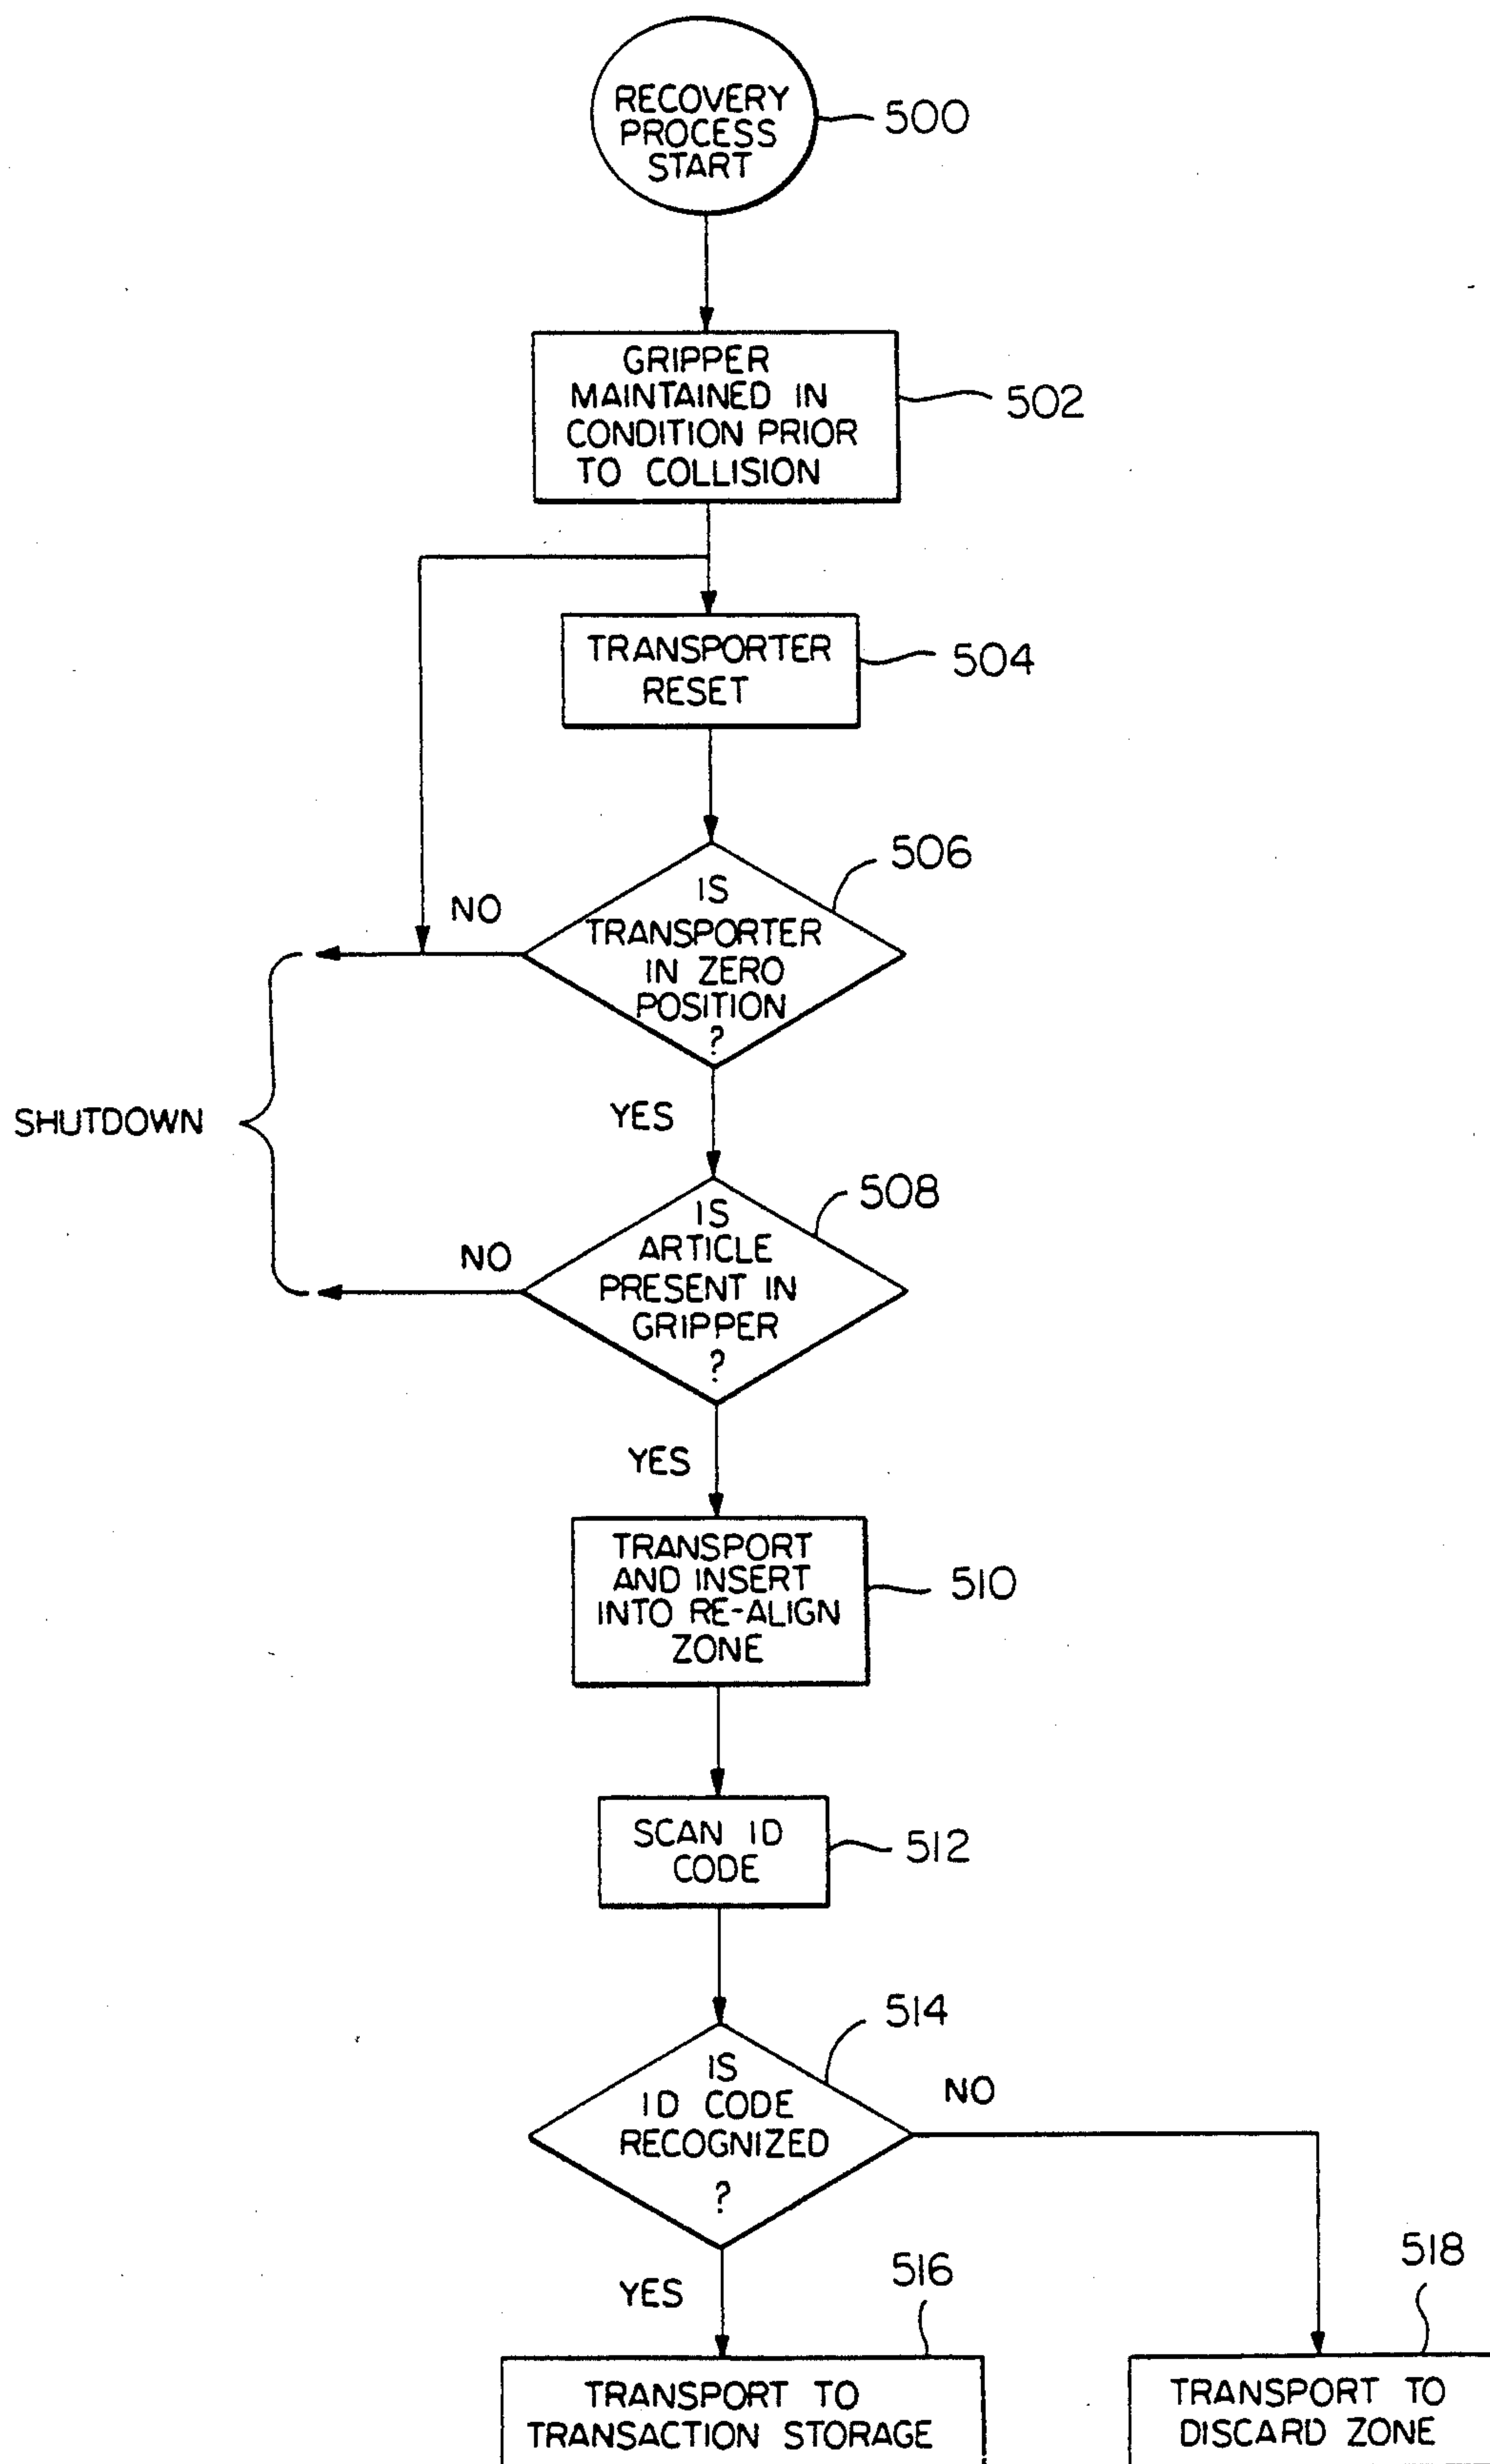 RECOVERY
PROCESS
START
500
GRIPPER
MAINTAINED IN
CONDITION PRIOR
TO COLLISION
502
TRANSPORTER
RESET
504
IS
TRANSPORTER
IN ZERO
POSITION
?
506
NO
SHUTDOWN
YES
IS
ARTICLE
PRESENT IN
GRIPPER
?
508
NO
YES
TRANSPORT
AND INSERT
INTO RE-ALIGN
ZONE
510
SCAN ID
CODE
512
IS
ID CODE
RECOGNIZED
?
514
NO
YES
516
TRANSPORT TO
TRANSACTION STORAGE
518
TRANSPORT TO
DISCARD ZONE